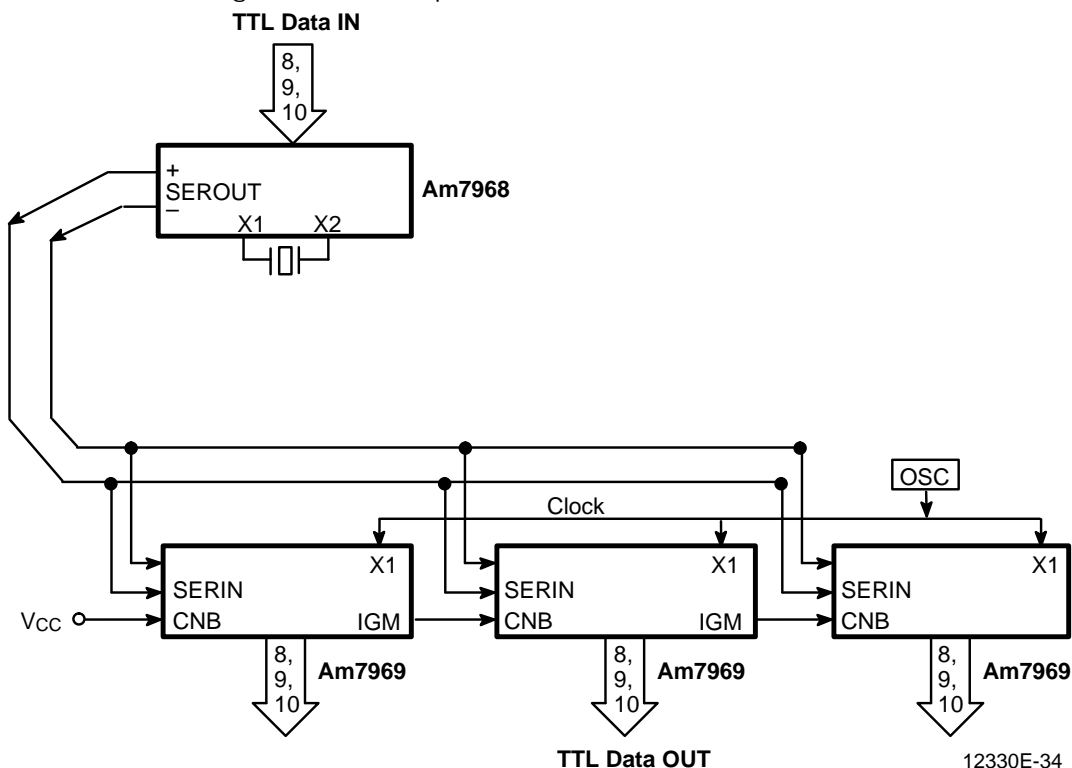 TTL Data IN
8,
9,
10
+
SEROUT
–
X1 X2
Am7968
OSC
Clock
X1 X1 X1
SERIN SERIN SERIN
VCC CNB IGM CNB IGM CNB
8, 8, 8,
9, 9, 9,
10 10 10
Am7969 Am7969 Am7969
TTL Data OUT
12330E-34